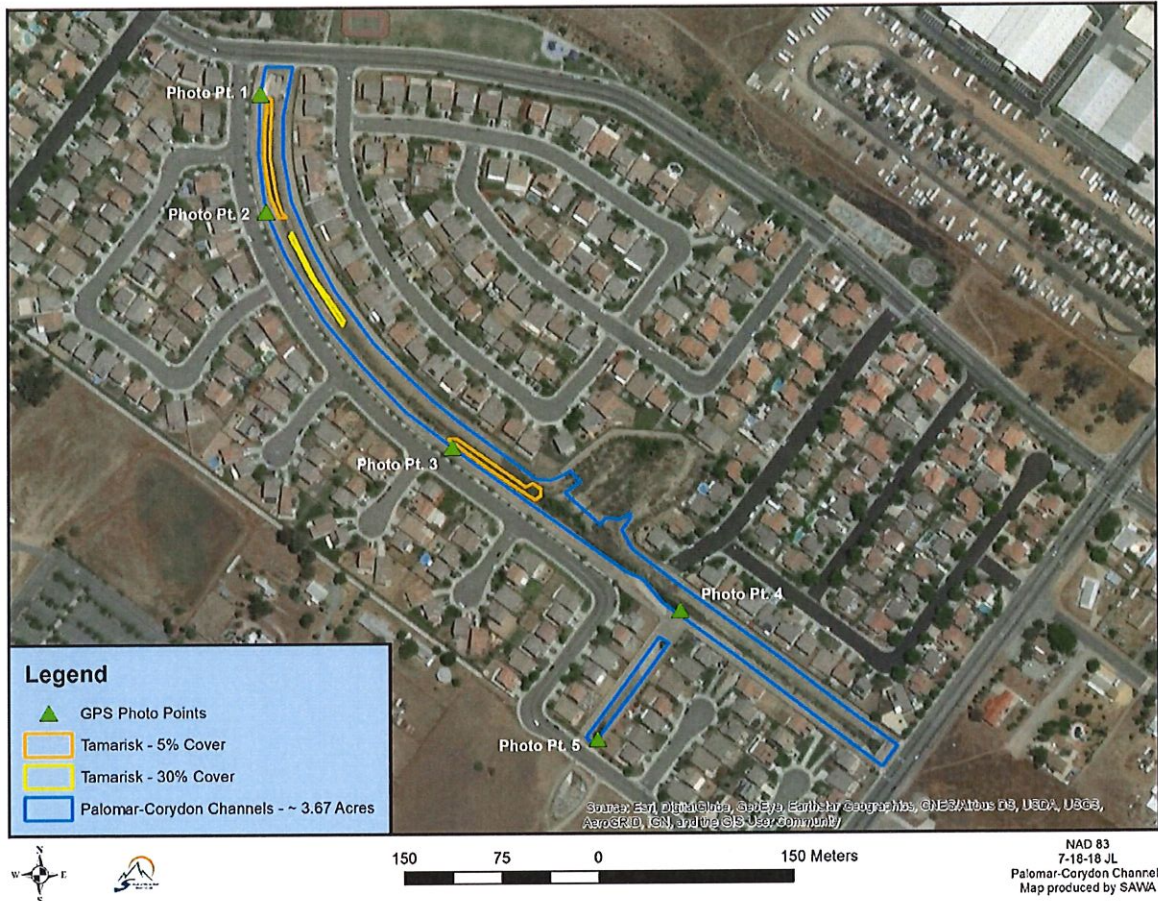 Photo Pt. 1
Photo Pt. 2
Photo Pt. 3
Photo Pt. 4
Photo Pt. 5
Legend
GPS Photo Points
Tamarisk - 5% Cover
Tamarisk - 30% Cover
Palomar-Corydon Channels - ~ 3.67 Acres
Source: Esri, DigitalGlobe, GeoEye, Earthstar Geographics, CNES/Airbus DS, USDA, USGS,
AeroGRID, IGN, and the GIS User Community
N
W E
S
150 75 0 150 Meters
NAD 83
7-18-18 JL
Palomar-Corydon Channel
Map produced by SAWA